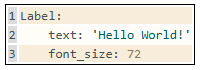 1 Label:
2     text: 'Hello World!'
3     font_size: 72